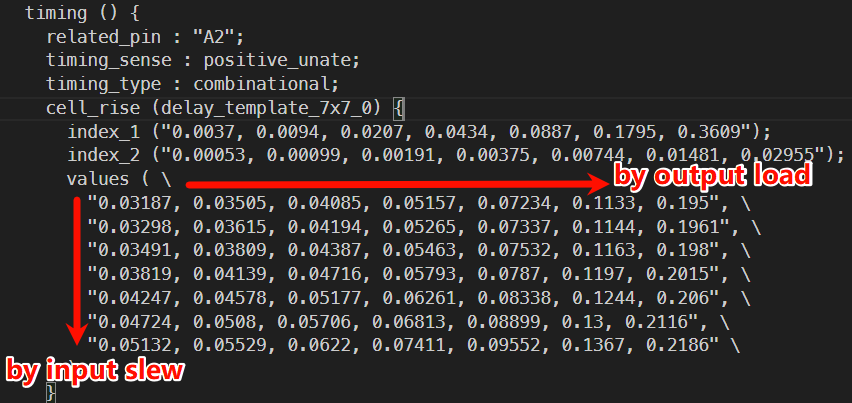 timing () {
related_pin : "A2";
timing_sense : positive_unate;
timing_type : combinational;
cell_rise (delay_template_7x7_0) {
index_1 ("0.0037, 0.0094, 0.0207, 0.0434, 0.0887, 0.1795, 0.3609");
index_2 ("0.00053, 0.00099, 0.00191, 0.00375, 0.00744, 0.01481, 0.02955");
values ( \
by output load
"0.03187, 0.03505, 0.04085, 0.05157, 0.07234, 0.1133, 0.195", \
"0.03298, 0.03615, 0.04194, 0.05265, 0.07337, 0.1144, 0.1961", \
"0.03491, 0.03809, 0.04387, 0.05463, 0.07532, 0.1163, 0.198", \
"0.03819, 0.04139, 0.04716, 0.05793, 0.0787, 0.1197, 0.2015", \
"0.04247, 0.04578, 0.05177, 0.06261, 0.08338, 0.1244, 0.206", \
"0.04724, 0.0508, 0.05706, 0.06813, 0.08899, 0.13, 0.2116", \
"0.05132, 0.05529, 0.0622, 0.07411, 0.09552, 0.1367, 0.2186" \
by input slew
}